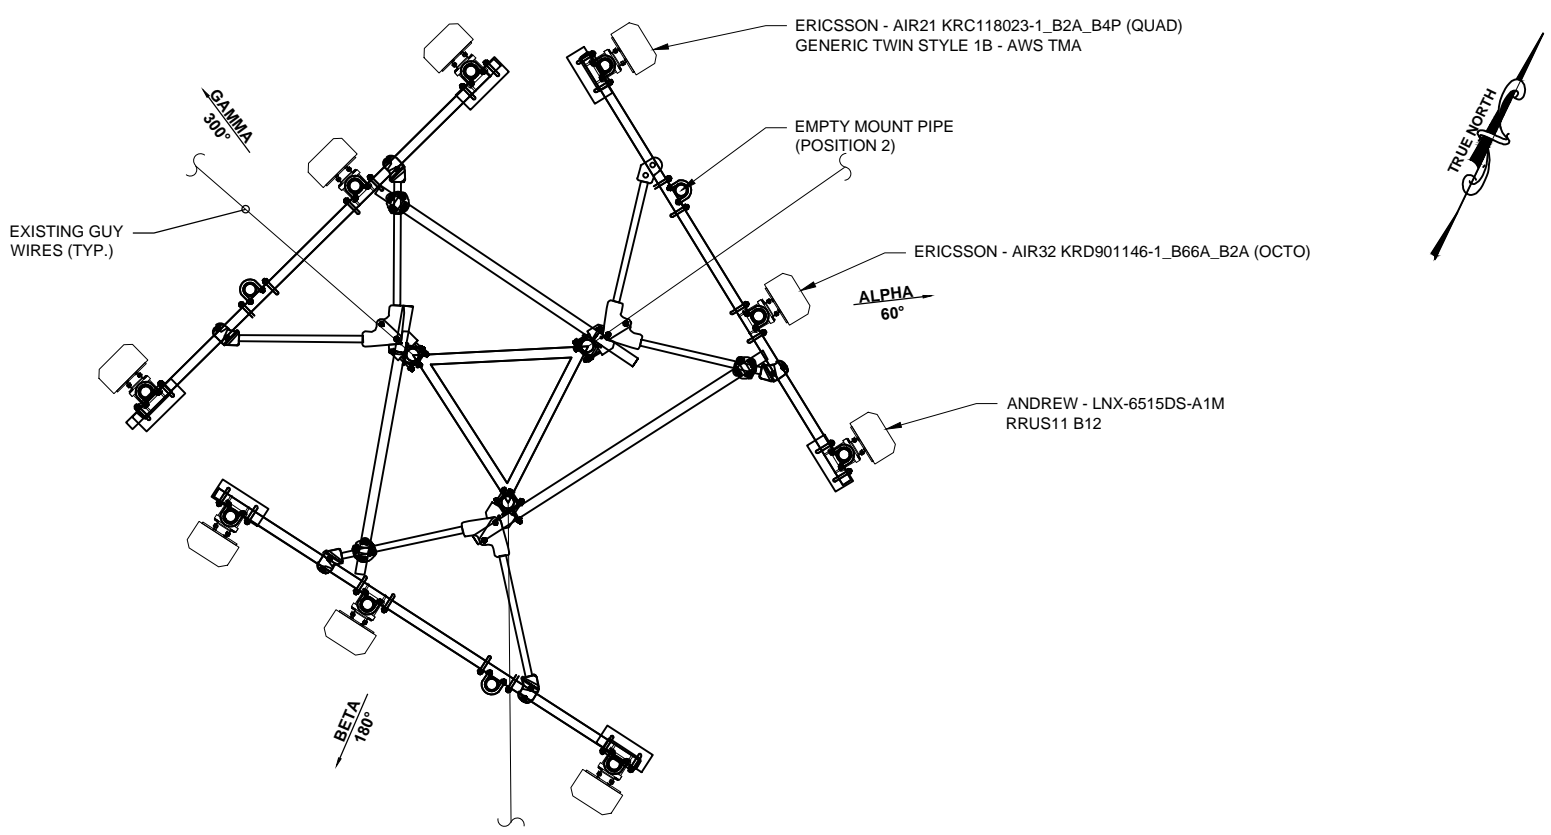 ERICSSON - AIR21 KRC118023-1_B2A_B4P (QUAD)
GENERIC TWIN STYLE 1B - AWS TMA
GAMMA
300°
TRUE NORTH
EMPTY MOUNT PIPE
(POSITION 2)
EXISTING GUY
WIRES (TYP.)
ERICSSON - AIR32 KRD901146-1_B66A_B2A (OCTO)
ALPHA
60°
ANDREW - LNX-6515DS-A1M
RRUS11 B12
BETA
180°